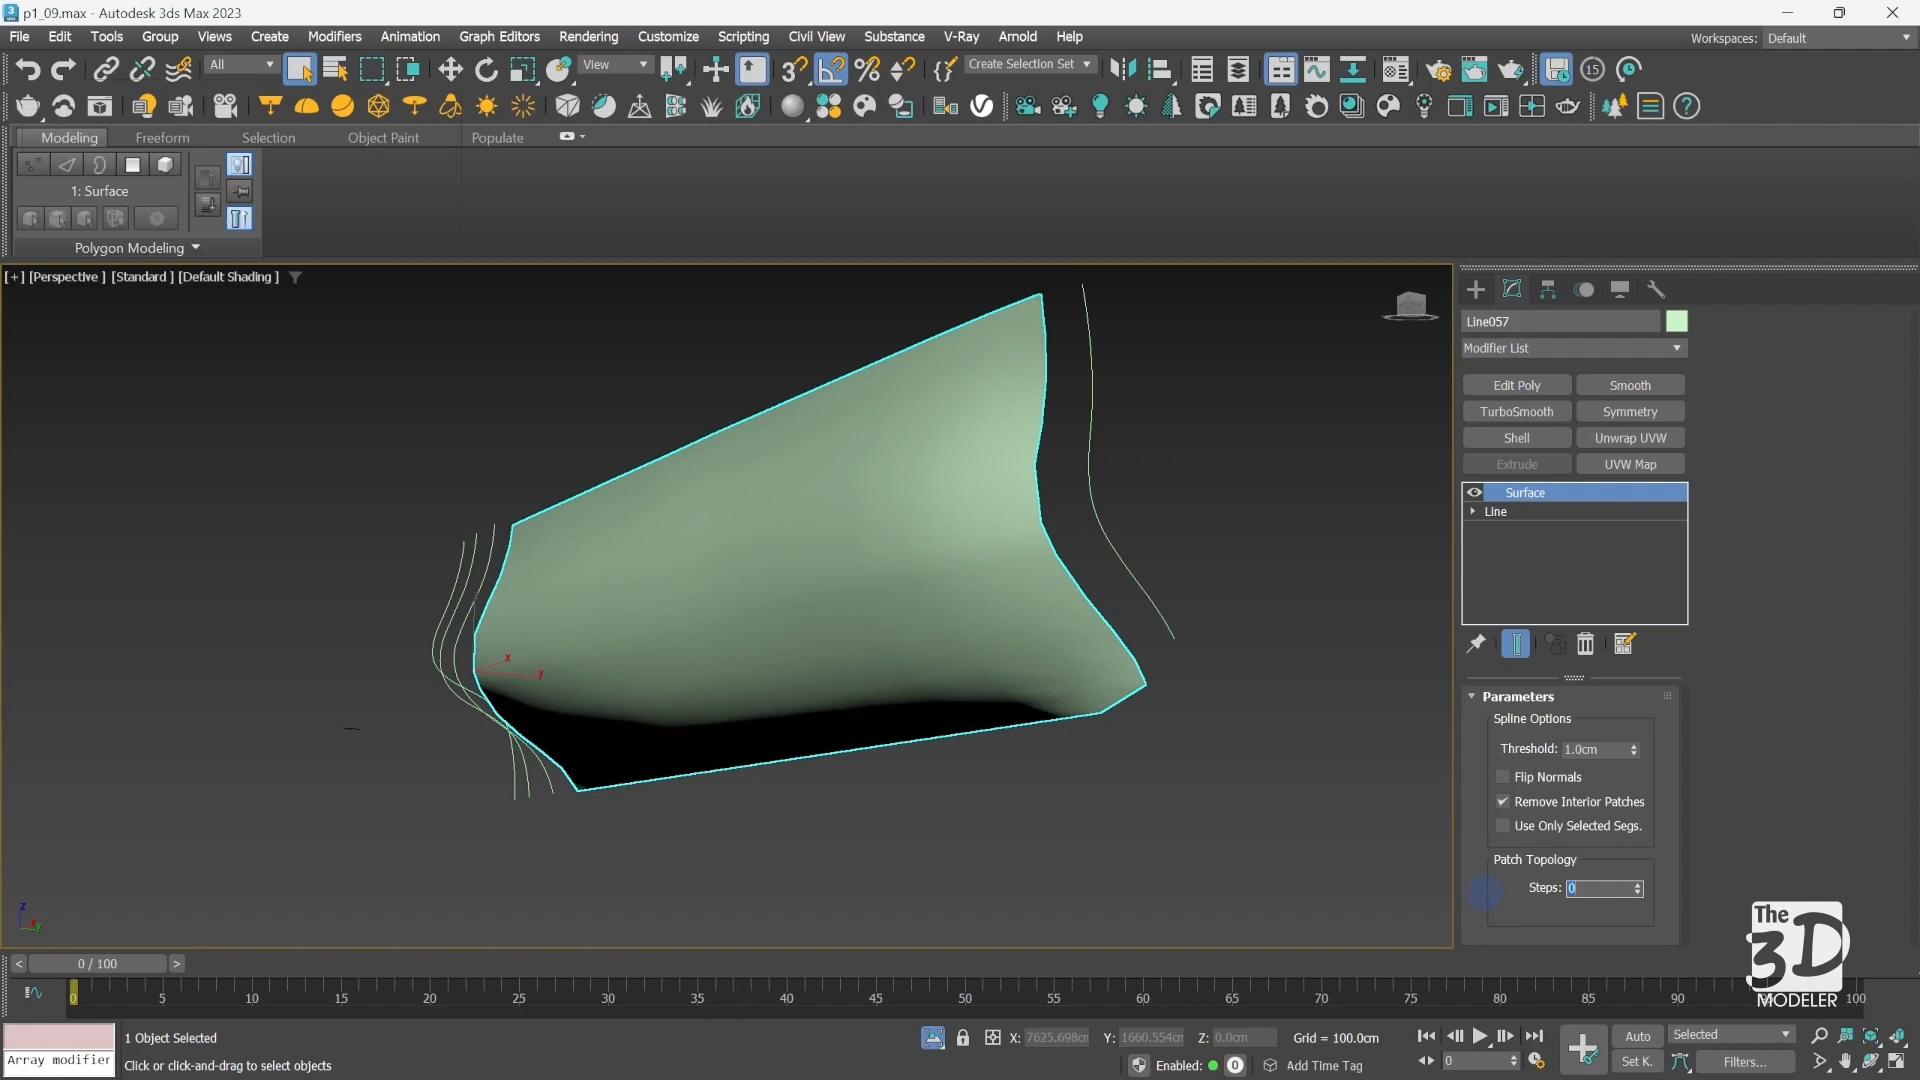 p1_09.max - Autodesk 3ds Max 2023
File Edit Tools Group Views Create Modifiers Animation Graph Editors Rendering Customize Scripting Civil View Substance V-Ray Arnold Help
Workspaces: Default
All View Create Selection Set 15
Modeling Freeform Selection Object Paint Populate
1: Surface
Polygon Modeling
[+] [Perspective ] [Standard ] [Default Shading ]
Line057
Modifier List
Edit Poly Smooth
TurboSmooth Symmetry
Shell Unwrap UVW
Extrude UVW Map
Surface
Line
x
y
Parameters
Spline Options
Threshold: 1.0cm
Flip Normals
Remove Interior Patches
Use Only Selected Segs.
Patch Topology
Steps: 0
z
x
y
The
3D
MODELER
< 0 / 100 >
0 5 10 15 20 25 30 35 40 45 50 55 60 65 70 75 80 85 90 100
Array modifier
1 Object Selected
Click or click-and-drag to select objects
X: 7625.698cm Y: 1660.554cm Z: 0.0cm Grid = 100.0cm
Enabled: 0 Add Time Tag
0
Auto Selected
Set K. Filters...